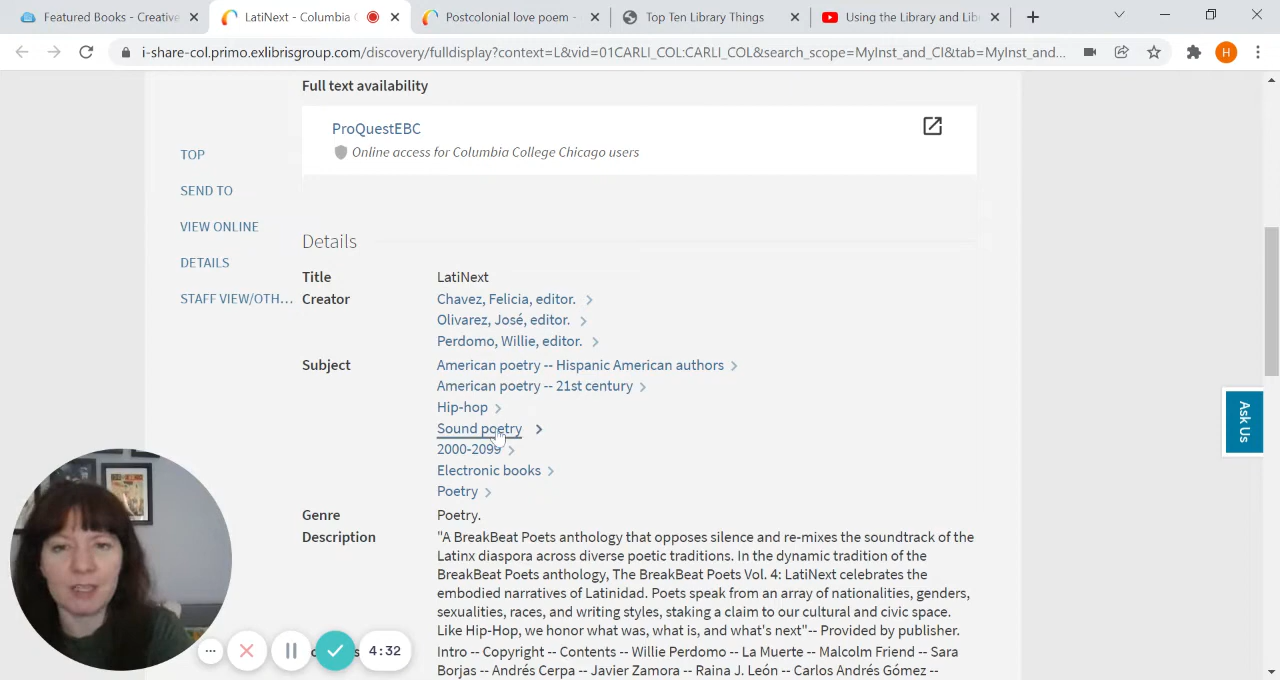 Featured Books - Creative
LatiNext - Columbia C
Postcolonial love poem -
Top Ten Library Things
Using the Library and Lib
i-share-col.primo.exlibrisgroup.com/discovery/fulldisplay?context=L&vid=01CARLI_COL:CARLI_COL&search_scope=MyInst_and_CI&tab=MyInst_and...
H
Full text availability
ProQuestEBC
Online access for Columbia College Chicago users
TOP
SEND TO
VIEW ONLINE
DETAILS
STAFF VIEW/OTH...
Details
Title LatiNext
Creator Chavez, Felicia, editor.
Olivarez, José, editor.
Perdomo, Willie, editor.
Subject American poetry -- Hispanic American authors
American poetry -- 21st century
Hip-hop
Sound poetry
2000-2099
Electronic books
Poetry
Genre Poetry.
Description "A BreakBeat Poets anthology that opposes silence and re-mixes the soundtrack of the
Latinx diaspora across diverse poetic traditions. In the dynamic tradition of the
BreakBeat Poets anthology, The BreakBeat Poets Vol. 4: LatiNext celebrates the
embodied narratives of Latinidad. Poets speak from an array of nationalities, genders,
sexualities, races, and writing styles, staking a claim to our cultural and civic space.
Like Hip-Hop, we honor what was, what is, and what's next"-- Provided by publisher.
Intro -- Copyright -- Contents -- Willie Perdomo -- La Muerte -- Malcolm Friend -- Sara
Borjas -- Andrés Cerpa -- Javier Zamora -- Raina J. León -- Carlos Andrés Gómez --
Ask Us
4:32